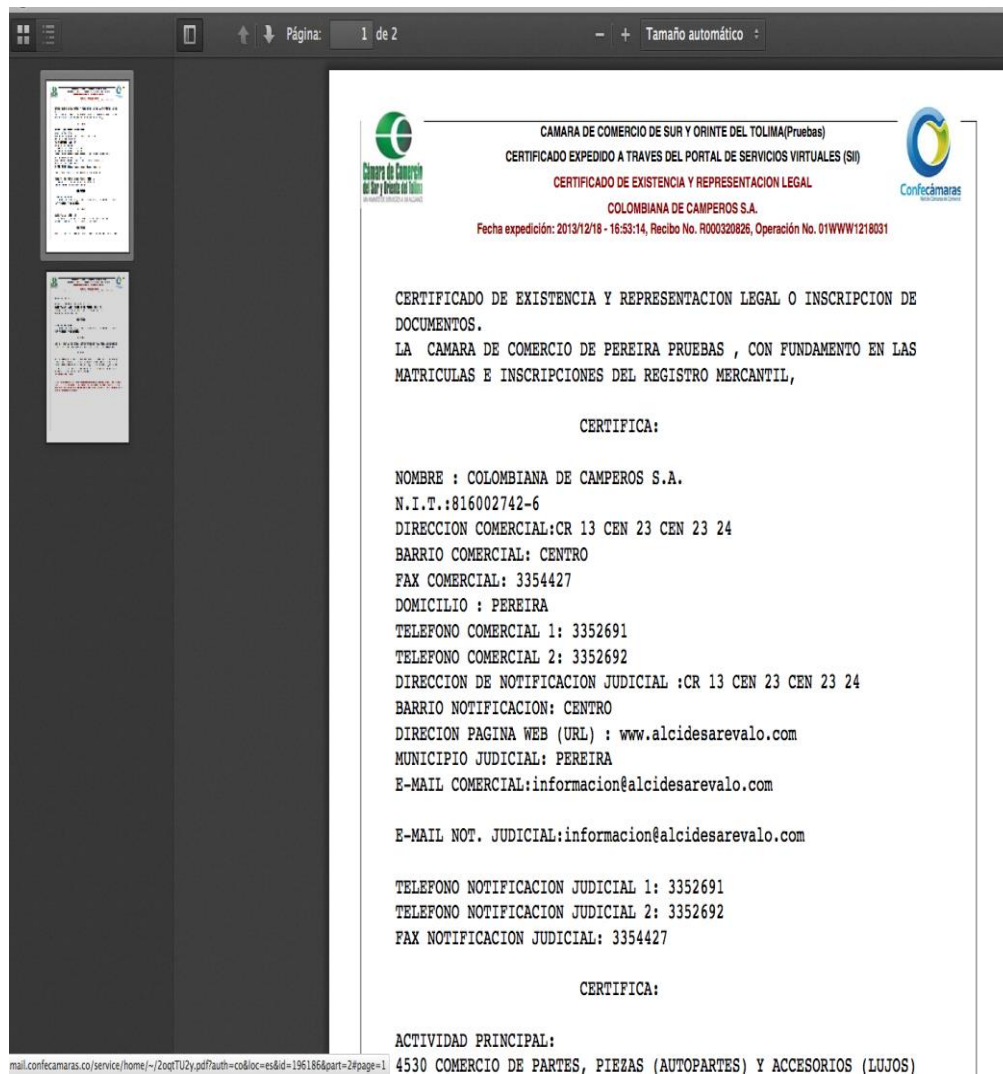 Página: 1 de 2 − + Tamaño automático
Cámara de Comercio
del Sur y Oriente del Tolima
CAMARA DE COMERCIO DE SUR Y ORINTE DEL TOLIMA(Pruebas)
CERTIFICADO EXPEDIDO A TRAVES DEL PORTAL DE SERVICIOS VIRTUALES (SII)
CERTIFICADO DE EXISTENCIA Y REPRESENTACION LEGAL
COLOMBIANA DE CAMPEROS S.A.
Fecha expedición: 2013/12/18 - 16:53:14, Recibo No. R000320826, Operación No. 01WWW1218031
Confecámaras
CERTIFICADO DE EXISTENCIA Y REPRESENTACION LEGAL O INSCRIPCION DE
DOCUMENTOS.
LA CAMARA DE COMERCIO DE PEREIRA PRUEBAS , CON FUNDAMENTO EN LAS
MATRICULAS E INSCRIPCIONES DEL REGISTRO MERCANTIL,
CERTIFICA:
NOMBRE : COLOMBIANA DE CAMPEROS S.A.
N.I.T.:816002742-6
DIRECCION COMERCIAL:CR 13 CEN 23 CEN 23 24
BARRIO COMERCIAL: CENTRO
FAX COMERCIAL: 3354427
DOMICILIO : PEREIRA
TELEFONO COMERCIAL 1: 3352691
TELEFONO COMERCIAL 2: 3352692
DIRECCION DE NOTIFICACION JUDICIAL :CR 13 CEN 23 CEN 23 24
BARRIO NOTIFICACION: CENTRO
DIRECION PAGINA WEB (URL) : www.alcidesarevalo.com
MUNICIPIO JUDICIAL: PEREIRA
E-MAIL COMERCIAL:informacion@alcidesarevalo.com
E-MAIL NOT. JUDICIAL:informacion@alcidesarevalo.com
TELEFONO NOTIFICACION JUDICIAL 1: 3352691
TELEFONO NOTIFICACION JUDICIAL 2: 3352692
FAX NOTIFICACION JUDICIAL: 3354427
CERTIFICA:
ACTIVIDAD PRINCIPAL:
4530 COMERCIO DE PARTES, PIEZAS (AUTOPARTES) Y ACCESORIOS (LUJOS)
mail.confecamaras.co/service/home/~/2oqtTU2y.pdf?auth=co&loc=es&id=196186&part=2#page=1